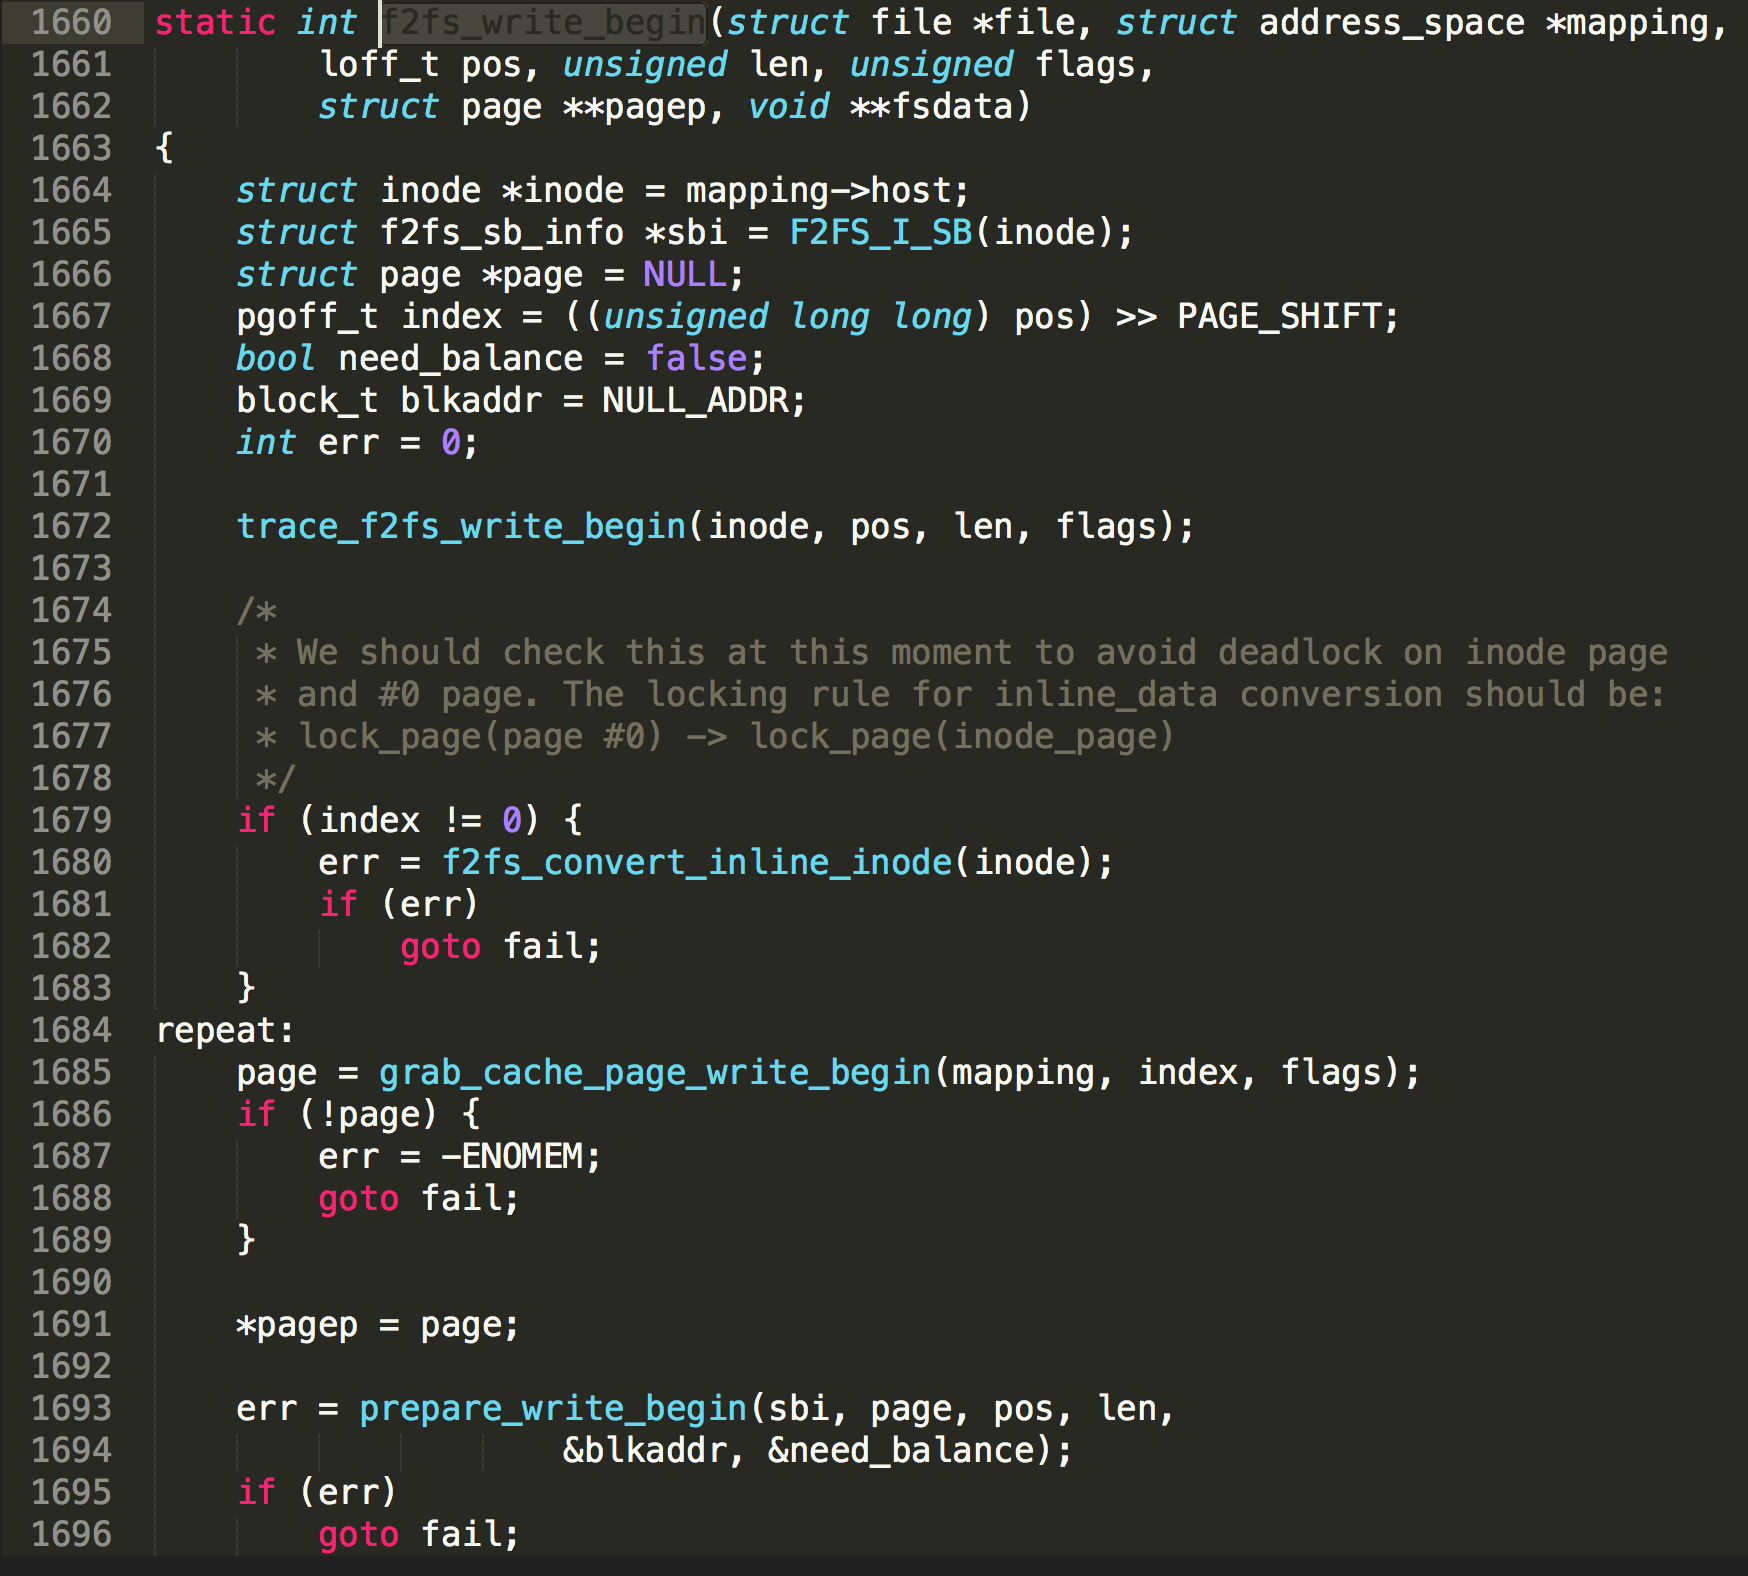 1660 static int f2fs_write_begin(struct file *file, struct address_space *mapping,
1661         loff_t pos, unsigned len, unsigned flags,
1662         struct page **pagep, void **fsdata)
1663 {
1664     struct inode *inode = mapping->host;
1665     struct f2fs_sb_info *sbi = F2FS_I_SB(inode);
1666     struct page *page = NULL;
1667     pgoff_t index = ((unsigned long long) pos) >> PAGE_SHIFT;
1668     bool need_balance = false;
1669     block_t blkaddr = NULL_ADDR;
1670     int err = 0;
1671
1672     trace_f2fs_write_begin(inode, pos, len, flags);
1673
1674     /*
1675      * We should check this at this moment to avoid deadlock on inode page
1676      * and #0 page. The locking rule for inline_data conversion should be:
1677      * lock_page(page #0) -> lock_page(inode_page)
1678      */
1679     if (index != 0) {
1680         err = f2fs_convert_inline_inode(inode);
1681         if (err)
1682             goto fail;
1683     }
1684 repeat:
1685     page = grab_cache_page_write_begin(mapping, index, flags);
1686     if (!page) {
1687         err = -ENOMEM;
1688         goto fail;
1689     }
1690
1691     *pagep = page;
1692
1693     err = prepare_write_begin(sbi, page, pos, len,
1694                     &blkaddr, &need_balance);
1695     if (err)
1696         goto fail;